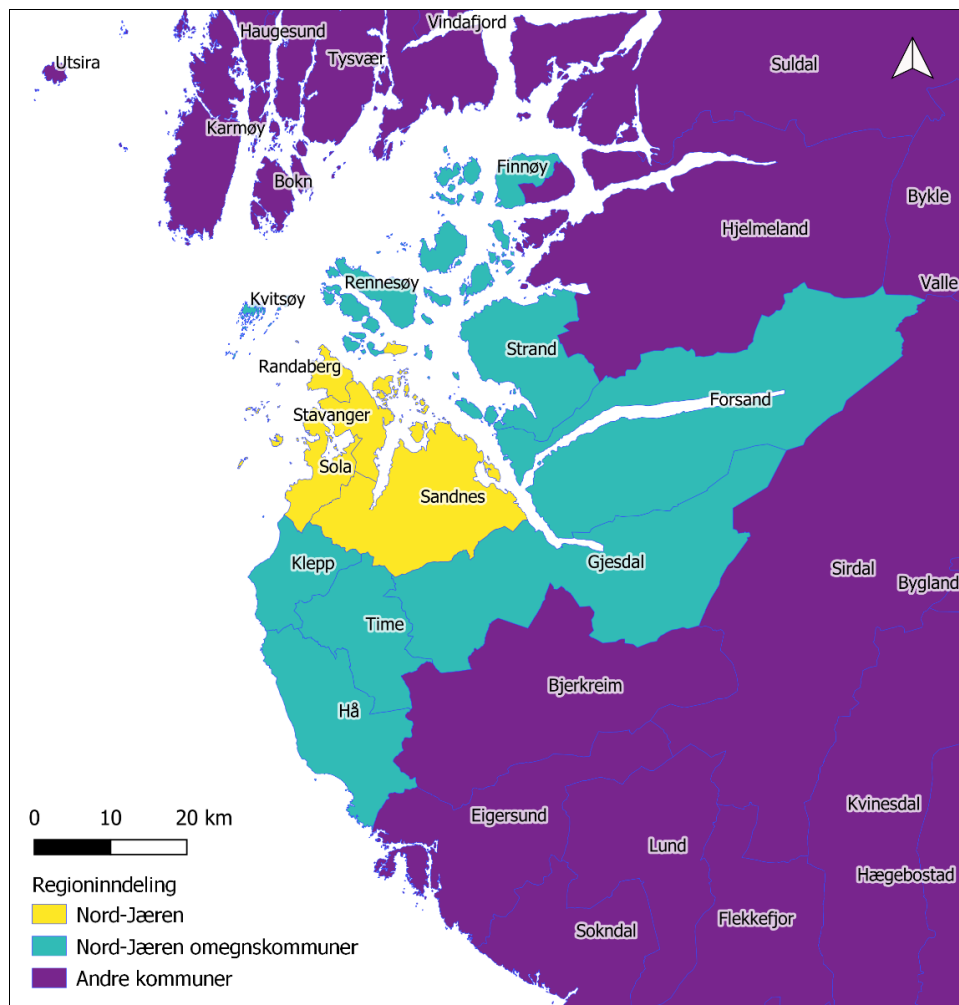 Vindafjord
Haugesund
Tysvær
Utsira
Suldal
Karmøy
Finnøy
Bokn
Bykle
Hjelmeland
Rennesøy
Valle
Kvitsøy
Strand
Randaberg
Forsand
Stavanger
Sola
Sandnes
Klepp
Gjesdal
Sirdal
Bygland
Time
Bjerkreim
Hå
Kvinesdal
Eigersund
0 10 20 km
Lund
Hægebostad
Regioninndeling
Nord-Jæren
Flekkefjor
Sokndal
Nord-Jæren omegnskommuner
Andre kommuner